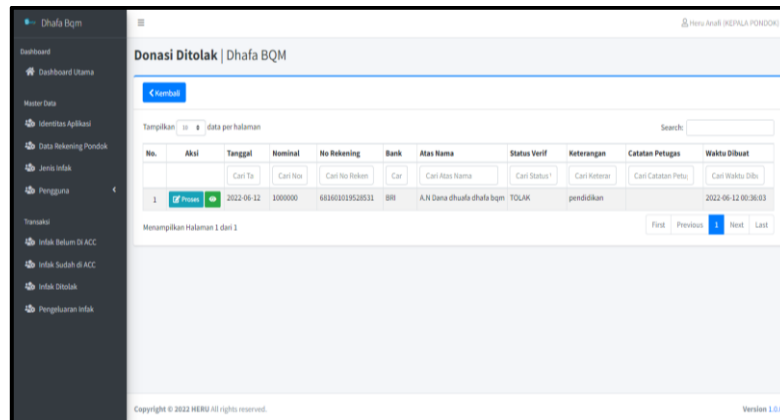 Dhafa Bqm
Heru Anafi (KEPALA PONDOK)
Dashboard
Dashboard Utama
Master Data
Identitas Aplikasi
Data Rekening Pondok
Jenis Infak
Pengguna
Transaksi
Infak Belum Di ACC
Infak Sudah di ACC
Infak Ditolak
Pengeluaran Infak
Donasi Ditolak | Dhafa BQM
Kembali
Tampilkan 10 data per halaman
Search:
No. Aksi Tanggal Nominal No Rekening Bank Atas Nama Status Verif Keterangan Catatan Petugas Waktu Dibuat
Cari Ta Cari Nor Cari No Reken Car Cari Atas Nama Cari Status Cari Keterar Cari Catatan Petu Cari Waktu Dibu
1 Proses 2022-06-12 1000000 681601019528531 BRI A.N Dana dhuafa dhafa bqm TOLAK pendidikan 2022-06-12 00:36:03
Menampilkan Halaman 1 dari 1
First Previous 1 Next Last
Copyright © 2022 HERU All rights reserved.
Version 1.0